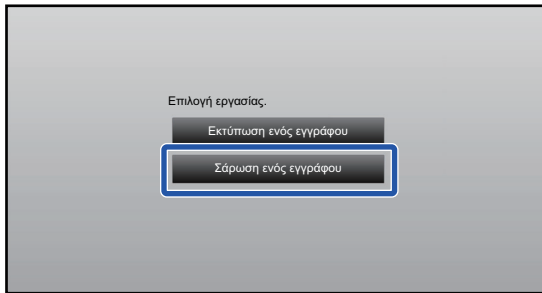 Επιλογή εργασίας.
Εκτύπωση ενός εγγράφου
Σάρωση ενός εγγράφου